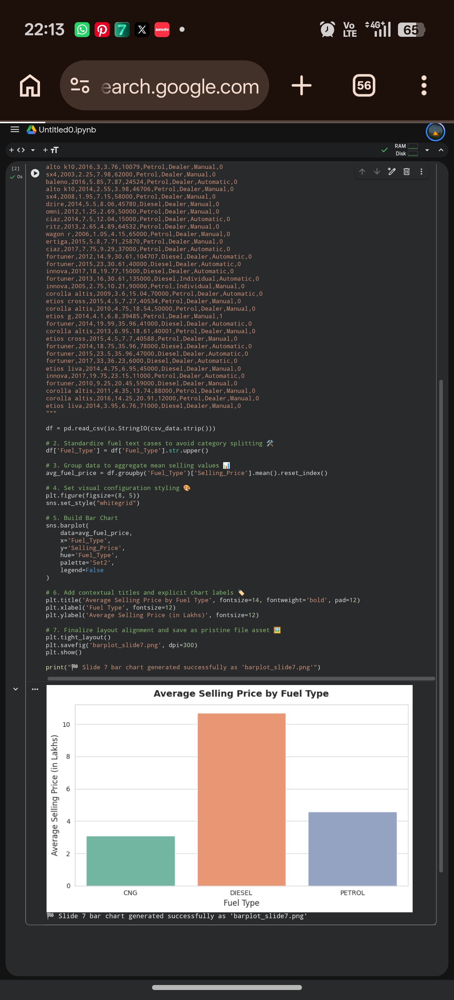 22:13
7
X
zomato
Vo
LTE
4G+
65
earch.google.com
56
Untitled0.ipynb
RAM
Disk
[2]
0s
alto k10,2016,3,3.76,10079,Petrol,Dealer,Manual,0
sx4,2003,2.25,7.98,62000,Petrol,Dealer,Manual,0
baleno,2016,5.85,7.87,24524,Petrol,Dealer,Automatic,0
alto k10,2014,2.55,3.98,46706,Petrol,Dealer,Manual,0
sx4,2008,1.95,7.15,58000,Petrol,Dealer,Manual,0
dzire,2014,5.5,8.06,45780,Diesel,Dealer,Manual,0
omni,2012,1.25,2.69,50000,Petrol,Dealer,Manual,0
ciaz,2014,7.5,12.04,15000,Petrol,Dealer,Automatic,0
ritz,2013,2.65,4.89,64532,Petrol,Dealer,Manual,0
wagon r,2006,1.05,4.15,65000,Petrol,Dealer,Manual,0
ertiga,2015,5.8,7.71,25870,Petrol,Dealer,Manual,0
ciaz,2017,7.75,9.29,37000,Petrol,Dealer,Automatic,0
fortuner,2012,14.9,30.61,104707,Diesel,Dealer,Automatic,0
fortuner,2015,23,30.61,40000,Diesel,Dealer,Automatic,0
innova,2017,18,19.77,15000,Diesel,Dealer,Automatic,0
fortuner,2013,16,30.61,135000,Diesel,Individual,Automatic,0
innova,2005,2.75,10.21,90000,Petrol,Individual,Manual,0
corolla altis,2009,3.6,15.04,70000,Petrol,Dealer,Automatic,0
etios cross,2015,4.5,7.27,40534,Petrol,Dealer,Manual,0
corolla altis,2010,4.75,18.54,50000,Petrol,Dealer,Manual,0
etios g,2014,4.1,6.8,39485,Petrol,Dealer,Manual,1
fortuner,2014,19.99,35.96,41000,Diesel,Dealer,Automatic,0
corolla altis,2013,6.95,18.61,40001,Petrol,Dealer,Manual,0
etios cross,2015,4.5,7.7,40588,Petrol,Dealer,Manual,0
fortuner,2014,18.75,35.96,78000,Diesel,Dealer,Automatic,0
fortuner,2015,23.5,35.96,47000,Diesel,Dealer,Automatic,0
fortuner,2017,33,36.23,6000,Diesel,Dealer,Automatic,0
etios liva,2014,4.75,6.95,45000,Diesel,Dealer,Manual,0
innova,2017,19.75,23.15,11000,Petrol,Dealer,Automatic,0
fortuner,2010,9.25,20.45,59000,Diesel,Dealer,Manual,0
corolla altis,2011,4.35,13.74,88000,Petrol,Dealer,Manual,0
corolla altis,2016,14.25,20.91,12000,Petrol,Dealer,Manual,0
etios liva,2014,3.95,6.76,71000,Diesel,Dealer,Manual,0
"""
df = pd.read_csv(io.StringIO(csv_data.strip()))
# 2. Standardize fuel text cases to avoid category splitting 🛠️
df['Fuel_Type'] = df['Fuel_Type'].str.upper()
# 3. Group data to aggregate mean selling values 📊
avg_fuel_price = df.groupby('Fuel_Type')['Selling_Price'].mean().reset_index()
# 4. Set visual configuration styling 🎨
plt.figure(figsize=(8, 5))
sns.set_style("whitegrid")
# 5. Build Bar Chart
sns.barplot(
data=avg_fuel_price,
x='Fuel_Type',
y='Selling_Price',
hue='Fuel_Type',
palette='Set2',
legend=False
)
# 6. Add contextual titles and explicit chart labels 🏷️
plt.title('Average Selling Price by Fuel Type', fontsize=14, fontweight='bold', pad=12)
plt.xlabel('Fuel Type', fontsize=12)
plt.ylabel('Average Selling Price (in Lakhs)', fontsize=12)
# 7. Finalize layout alignment and save as pristine file asset 🖼️
plt.tight_layout()
plt.savefig('barplot_slide7.png', dpi=300)
plt.show()
print("🏁 Slide 7 bar chart generated successfully as 'barplot_slide7.png'")
Average Selling Price by Fuel Type
Average Selling Price (in Lakhs)
10
8
6
4
2
0
CNG
DIESEL
PETROL
Fuel Type
🏁 Slide 7 bar chart generated successfully as 'barplot_slide7.png'